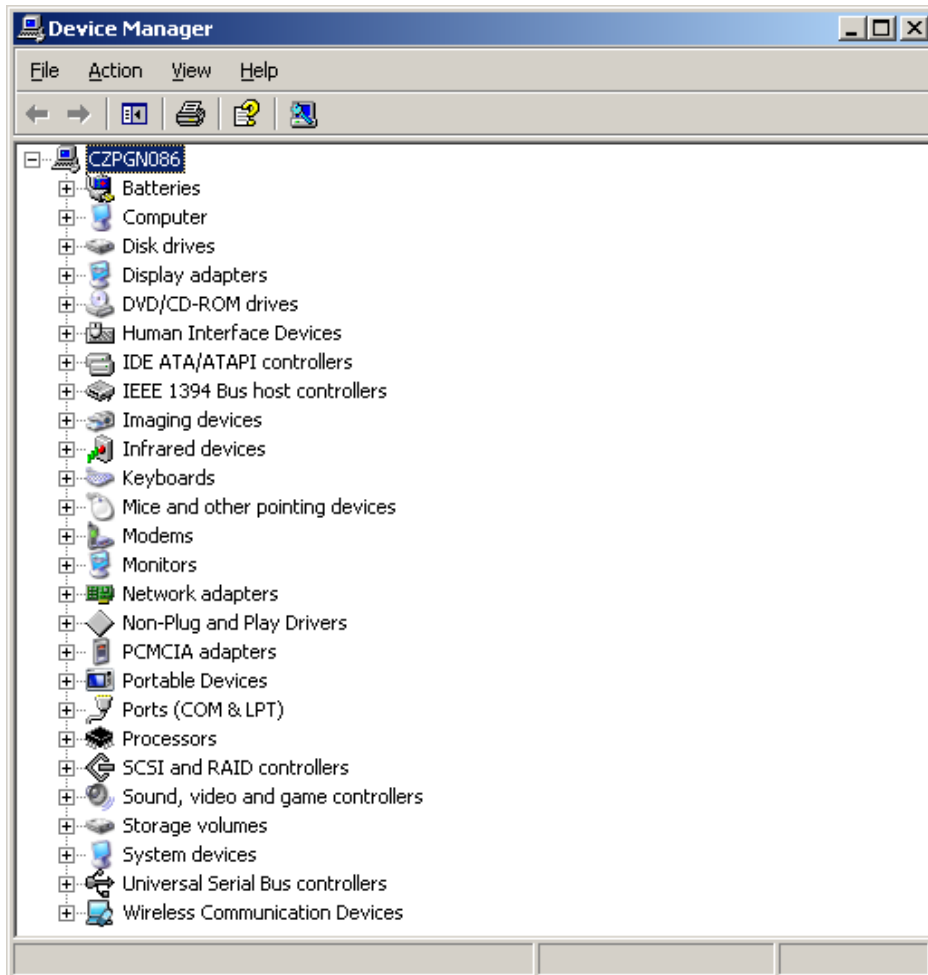 Device Manager
File Action View Help
CZPGN086
Batteries
Computer
Disk drives
Display adapters
DVD/CD-ROM drives
Human Interface Devices
IDE ATA/ATAPI controllers
IEEE 1394 Bus host controllers
Imaging devices
Infrared devices
Keyboards
Mice and other pointing devices
Modems
Monitors
Network adapters
Non-Plug and Play Drivers
PCMCIA adapters
Portable Devices
Ports (COM & LPT)
Processors
SCSI and RAID controllers
Sound, video and game controllers
Storage volumes
System devices
Universal Serial Bus controllers
Wireless Communication Devices